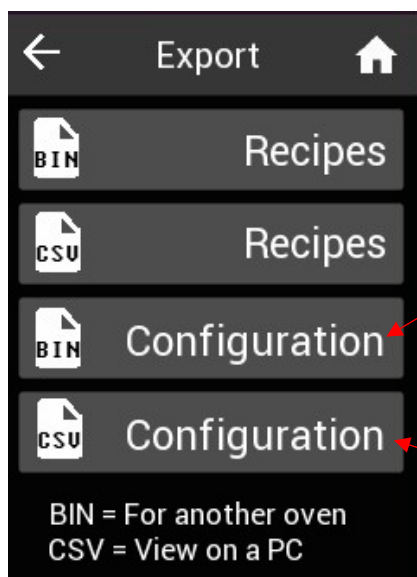 Export
BIN Recipes
CSV Recipes
BIN Configuration
CSV Configuration
BIN = For another oven
CSV = View on a PC